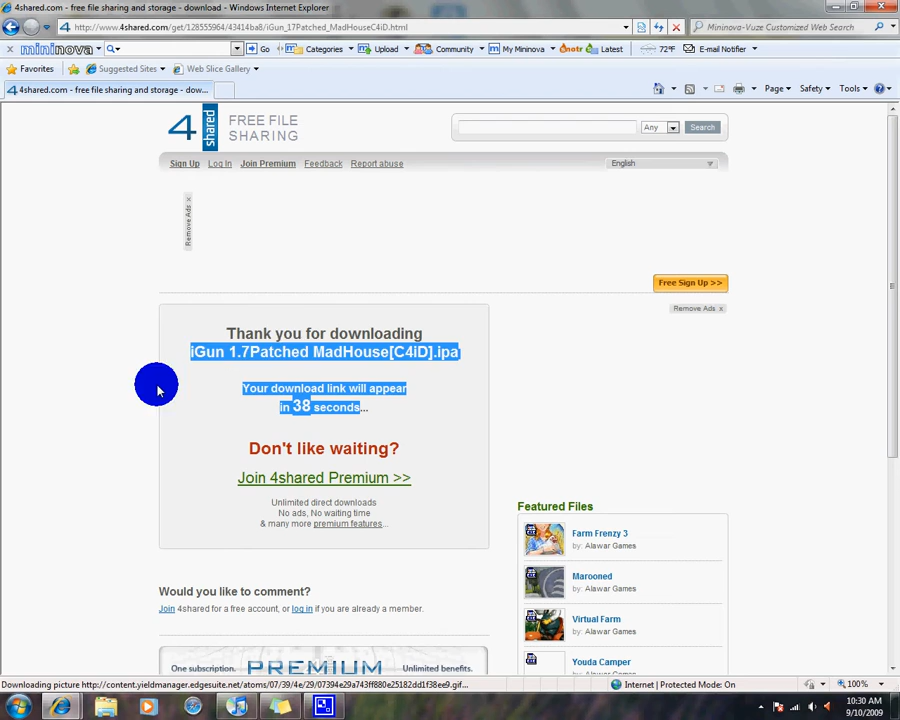 4shared.com - free file sharing and storage - download - Windows Internet Explorer
http://www.4shared.com/get/128555964/43414ba8/iGun_17Patched_MadHouseC4iD.html
Mininova-Vuze Customized Web Search
mininova Go Categories Upload Community My Mininova Latest 72°F E-mail Notifier
Favorites Suggested Sites Web Slice Gallery
4shared.com - free file sharing and storage - dow...
Page Safety Tools
4 shared FREE FILE SHARING
Any Search
Sign Up Log In Join Premium Feedback Report abuse English
Remove Ads x
Free Sign Up >>
Remove Ads x
Thank you for downloading
iGun 1.7Patched MadHouse[C4iD].ipa
Your download link will appear
in 38 seconds...
Don't like waiting?
Join 4shared Premium >>
Unlimited direct downloads
No ads, No waiting time
& many more premium features...
Featured Files
Farm Frenzy 3
by: Alawar Games
Marooned
by: Alawar Games
Virtual Farm
by: Alawar Games
Youda Camper
by: Alawar Games
Would you like to comment?
Join 4shared for a free account, or log in if you are already a member.
One subscription. PREMIUM Unlimited benefits.
Downloading picture http://content.yieldmanager.edgesuite.net/atoms/07/39/4e/29/07394e29a743ff880e25182dd1f38ee9.gif...
Internet | Protected Mode: On
100%
10:30 AM
9/10/2009